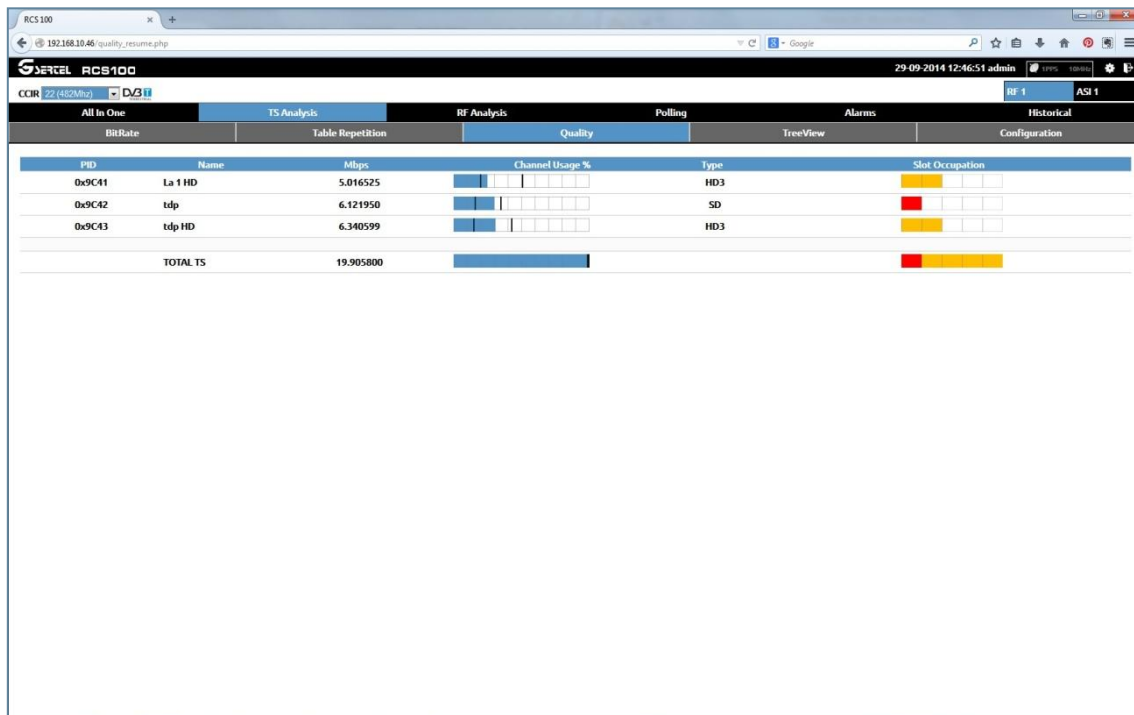 RCS 100
192.168.10.46/quality_resume.php
Google
SERTEL RCS100
29-09-2014 12:46:51 admin 1PPS 10MHz
CCIR 22 (482Mhz) DVB T
RF 1 ASI 1
All In One TS Analysis RF Analysis Polling Alarms Historical
BitRate Table Repetition Quality TreeView Configuration
PID Name Mbps Channel Usage % Type Slot Occupation
0x9C41 La 1 HD 5.016525 HD3
0x9C42 tdp 6.121950 SD
0x9C43 tdp HD 6.340599 HD3
TOTAL TS 19.905800